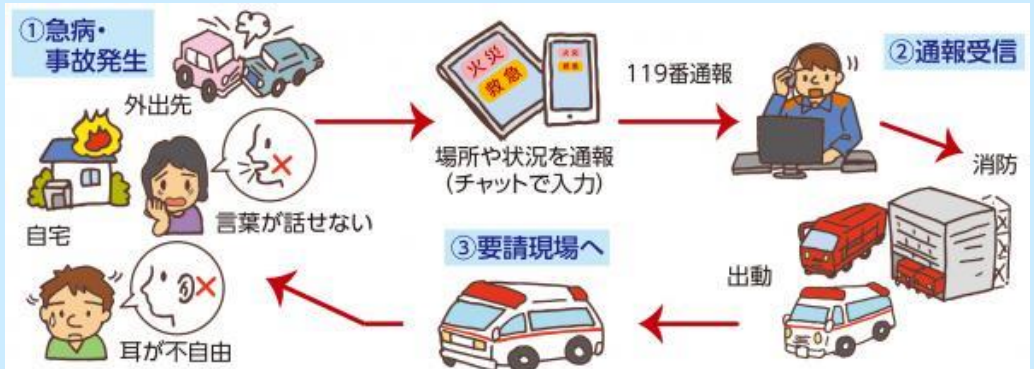 ①急病・
事故発生
外出先
自宅
言葉が話せない
耳が不自由
火災
救急
火災
救急
場所や状況を通報
(チャットで入力)
119番通報
②通報受信
消防
出動
③要請現場へ